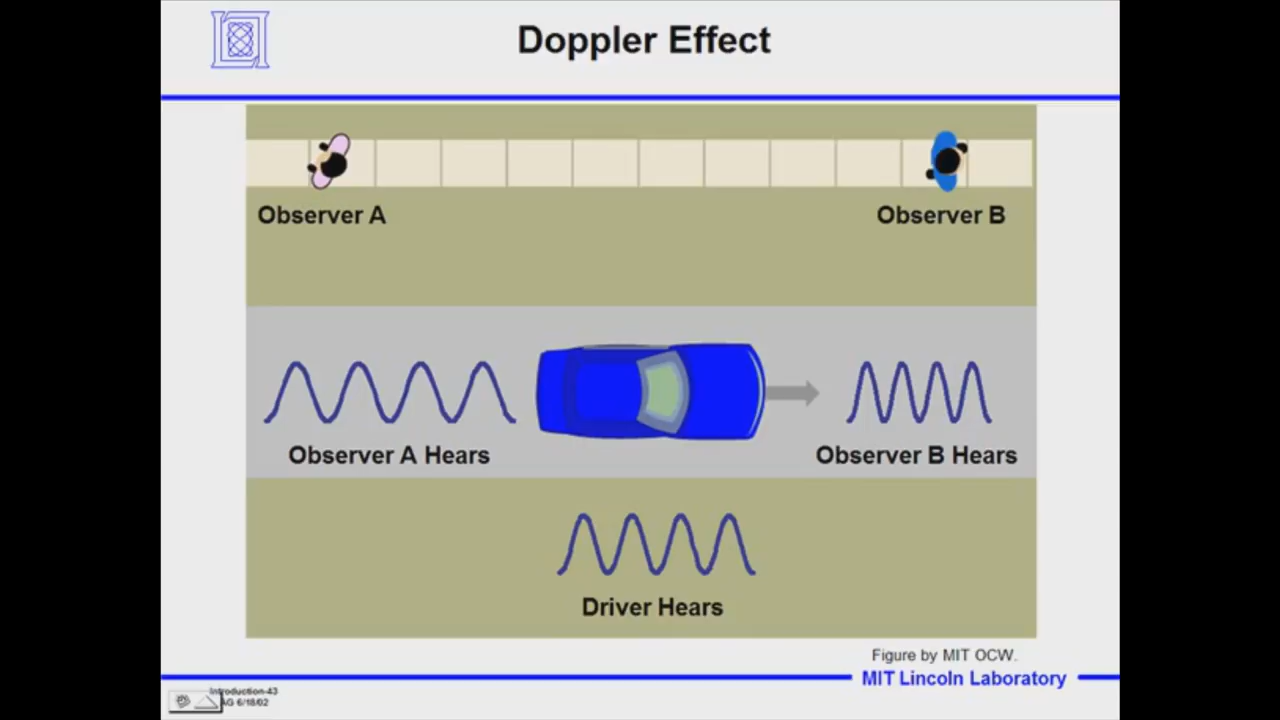 Doppler Effect
Observer A
Observer B
Observer A Hears
Observer B Hears
Driver Hears
Figure by MIT OCW.
MIT Lincoln Laboratory
Introduction-43
AG 6/18/02